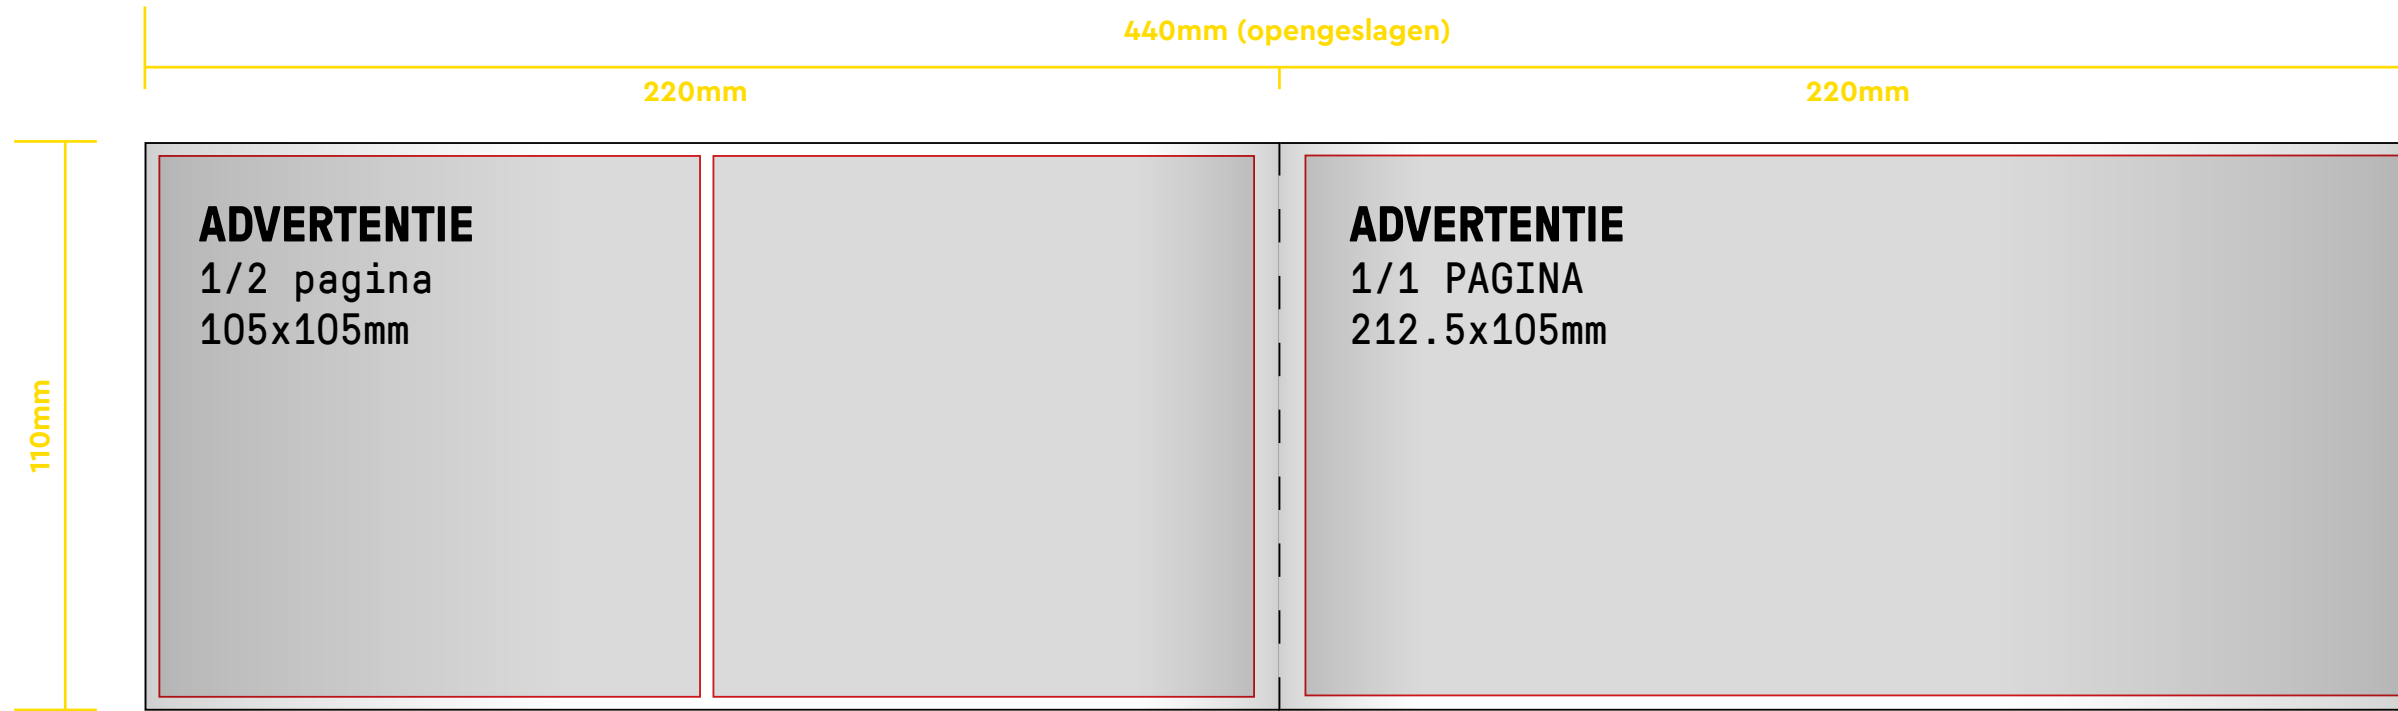 440mm (opengeslagen)
220mm
220mm
110mm
ADVERTENTIE
1/2 pagina
105x105mm
ADVERTENTIE
1/1 PAGINA
212.5x105mm